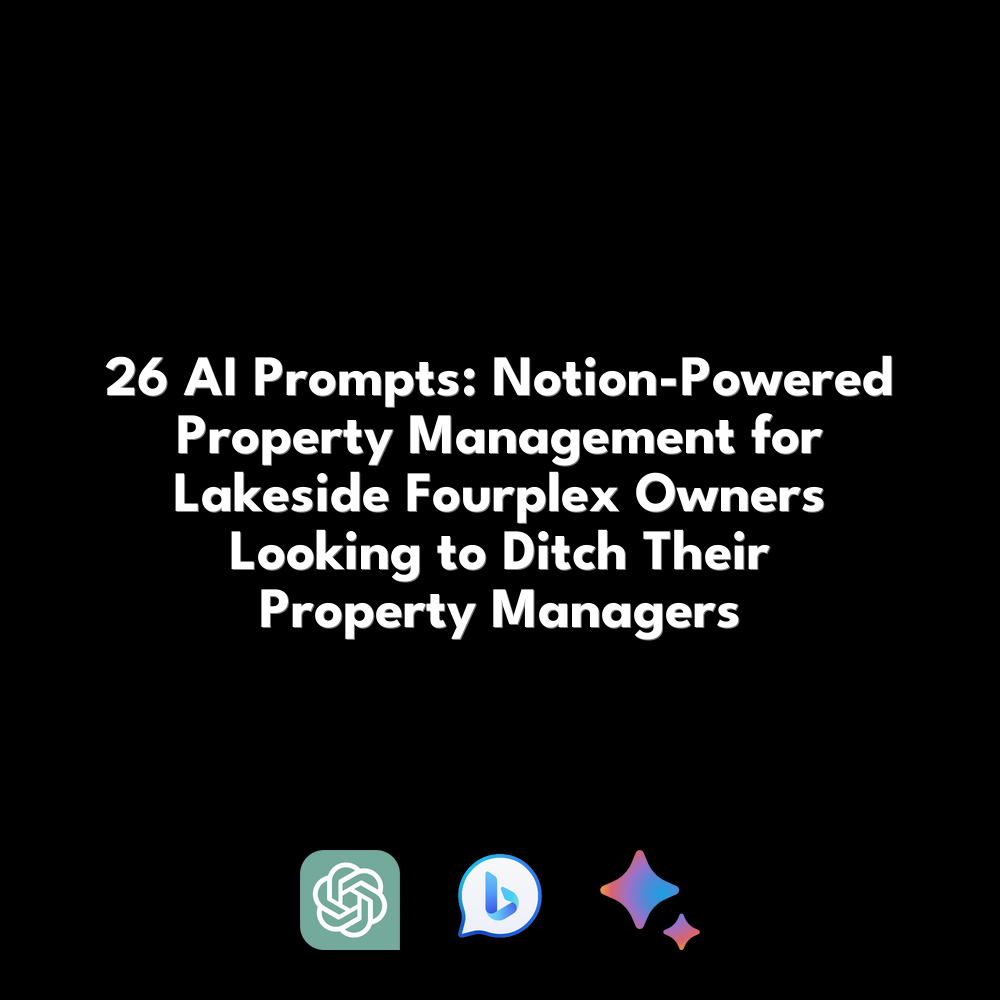 26 AI Prompts: Notion-Powered
Property Management for
Lakeside Fourplex Owners
Looking to Ditch Their
Property Managers